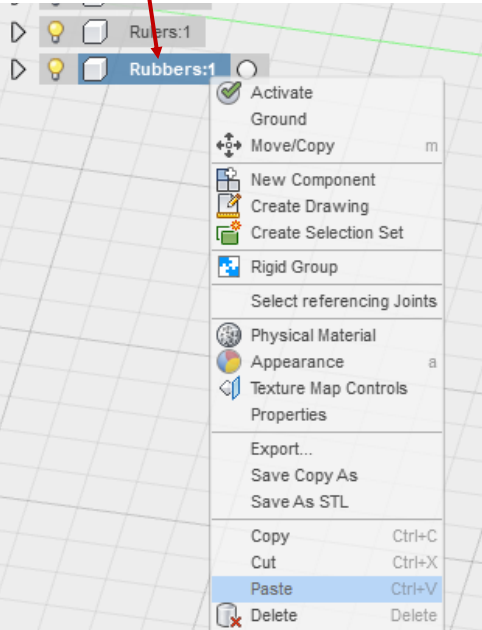 Rulers:1
Rubbers:1
Activate
Ground
Move/Copy m
New Component
Create Drawing
Create Selection Set
Rigid Group
Select referencing Joints
Physical Material
Appearance a
Texture Map Controls
Properties
Export...
Save Copy As
Save As STL
Copy Ctrl+C
Cut Ctrl+X
Paste Ctrl+V
Delete Delete